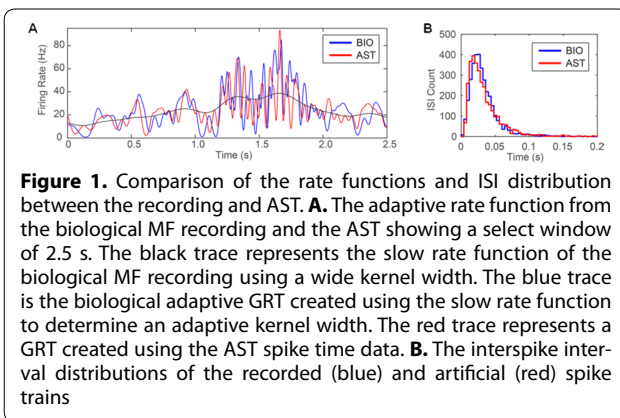 A
BIO
AST
80
60
40
20
0
Firing Rate (Hz)
0 0.5 1.0 1.5 2.0 2.5
Time (s)
B
BIO
AST
500
400
300
200
100
0
ISI Count
0 0.05 0.1 0.15 0.2
Time (s)
Figure 1. Comparison of the rate functions and ISI distribution
between the recording and AST. A. The adaptive rate function from
the biological MF recording and the AST showing a select window
of 2.5 s. The black trace represents the slow rate function of the
biological MF recording using a wide kernel width. The blue trace
is the biological adaptive GRT created using the slow rate function
to determine an adaptive kernel width. The red trace represents a
GRT created using the AST spike time data. B. The interspike inter-
val distributions of the recorded (blue) and artificial (red) spike
trains